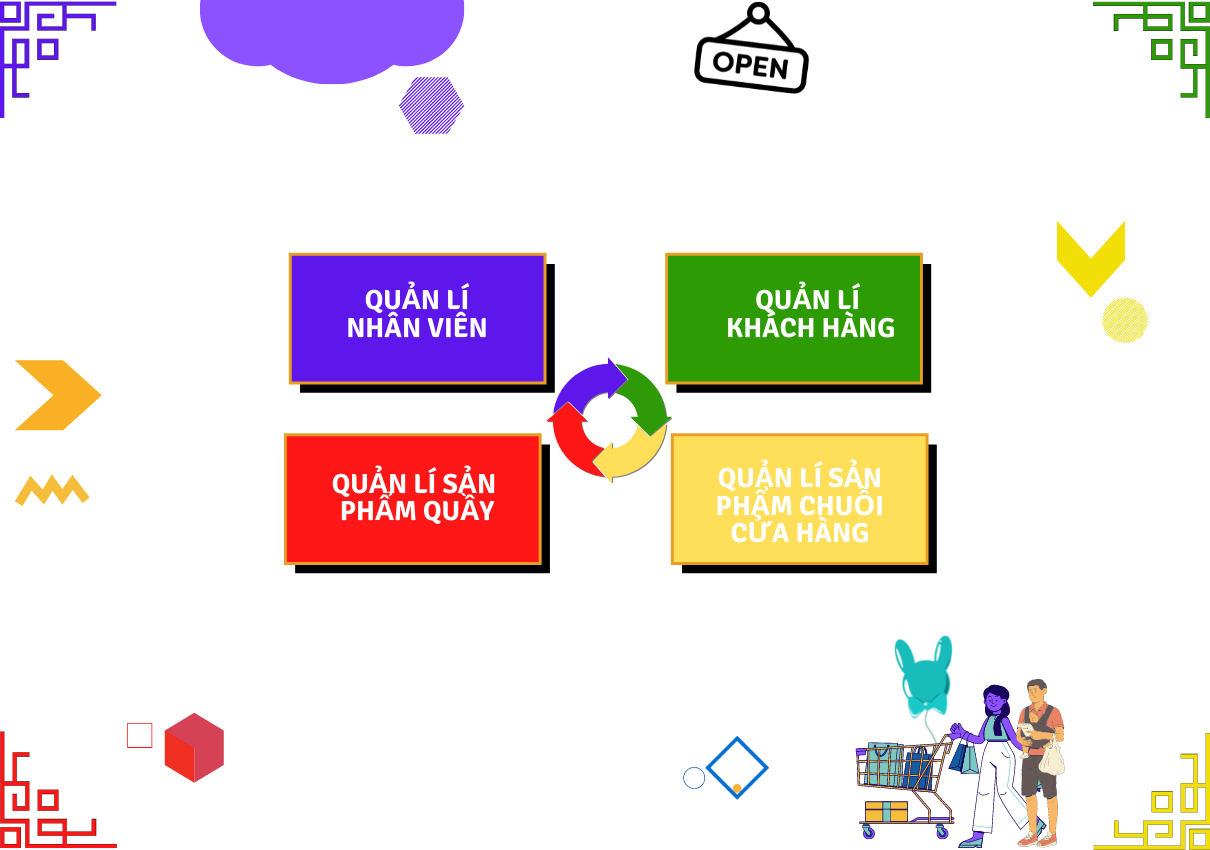 OPEN
QUẢN LÍ
NHÂN VIÊN
QUẢN LÍ
KHÁCH HÀNG
QUẢN LÍ SẢN
PHẨM QUẦY
QUẢN LÍ SẢN
PHẨM CHUỖI
CỬA HÀNG